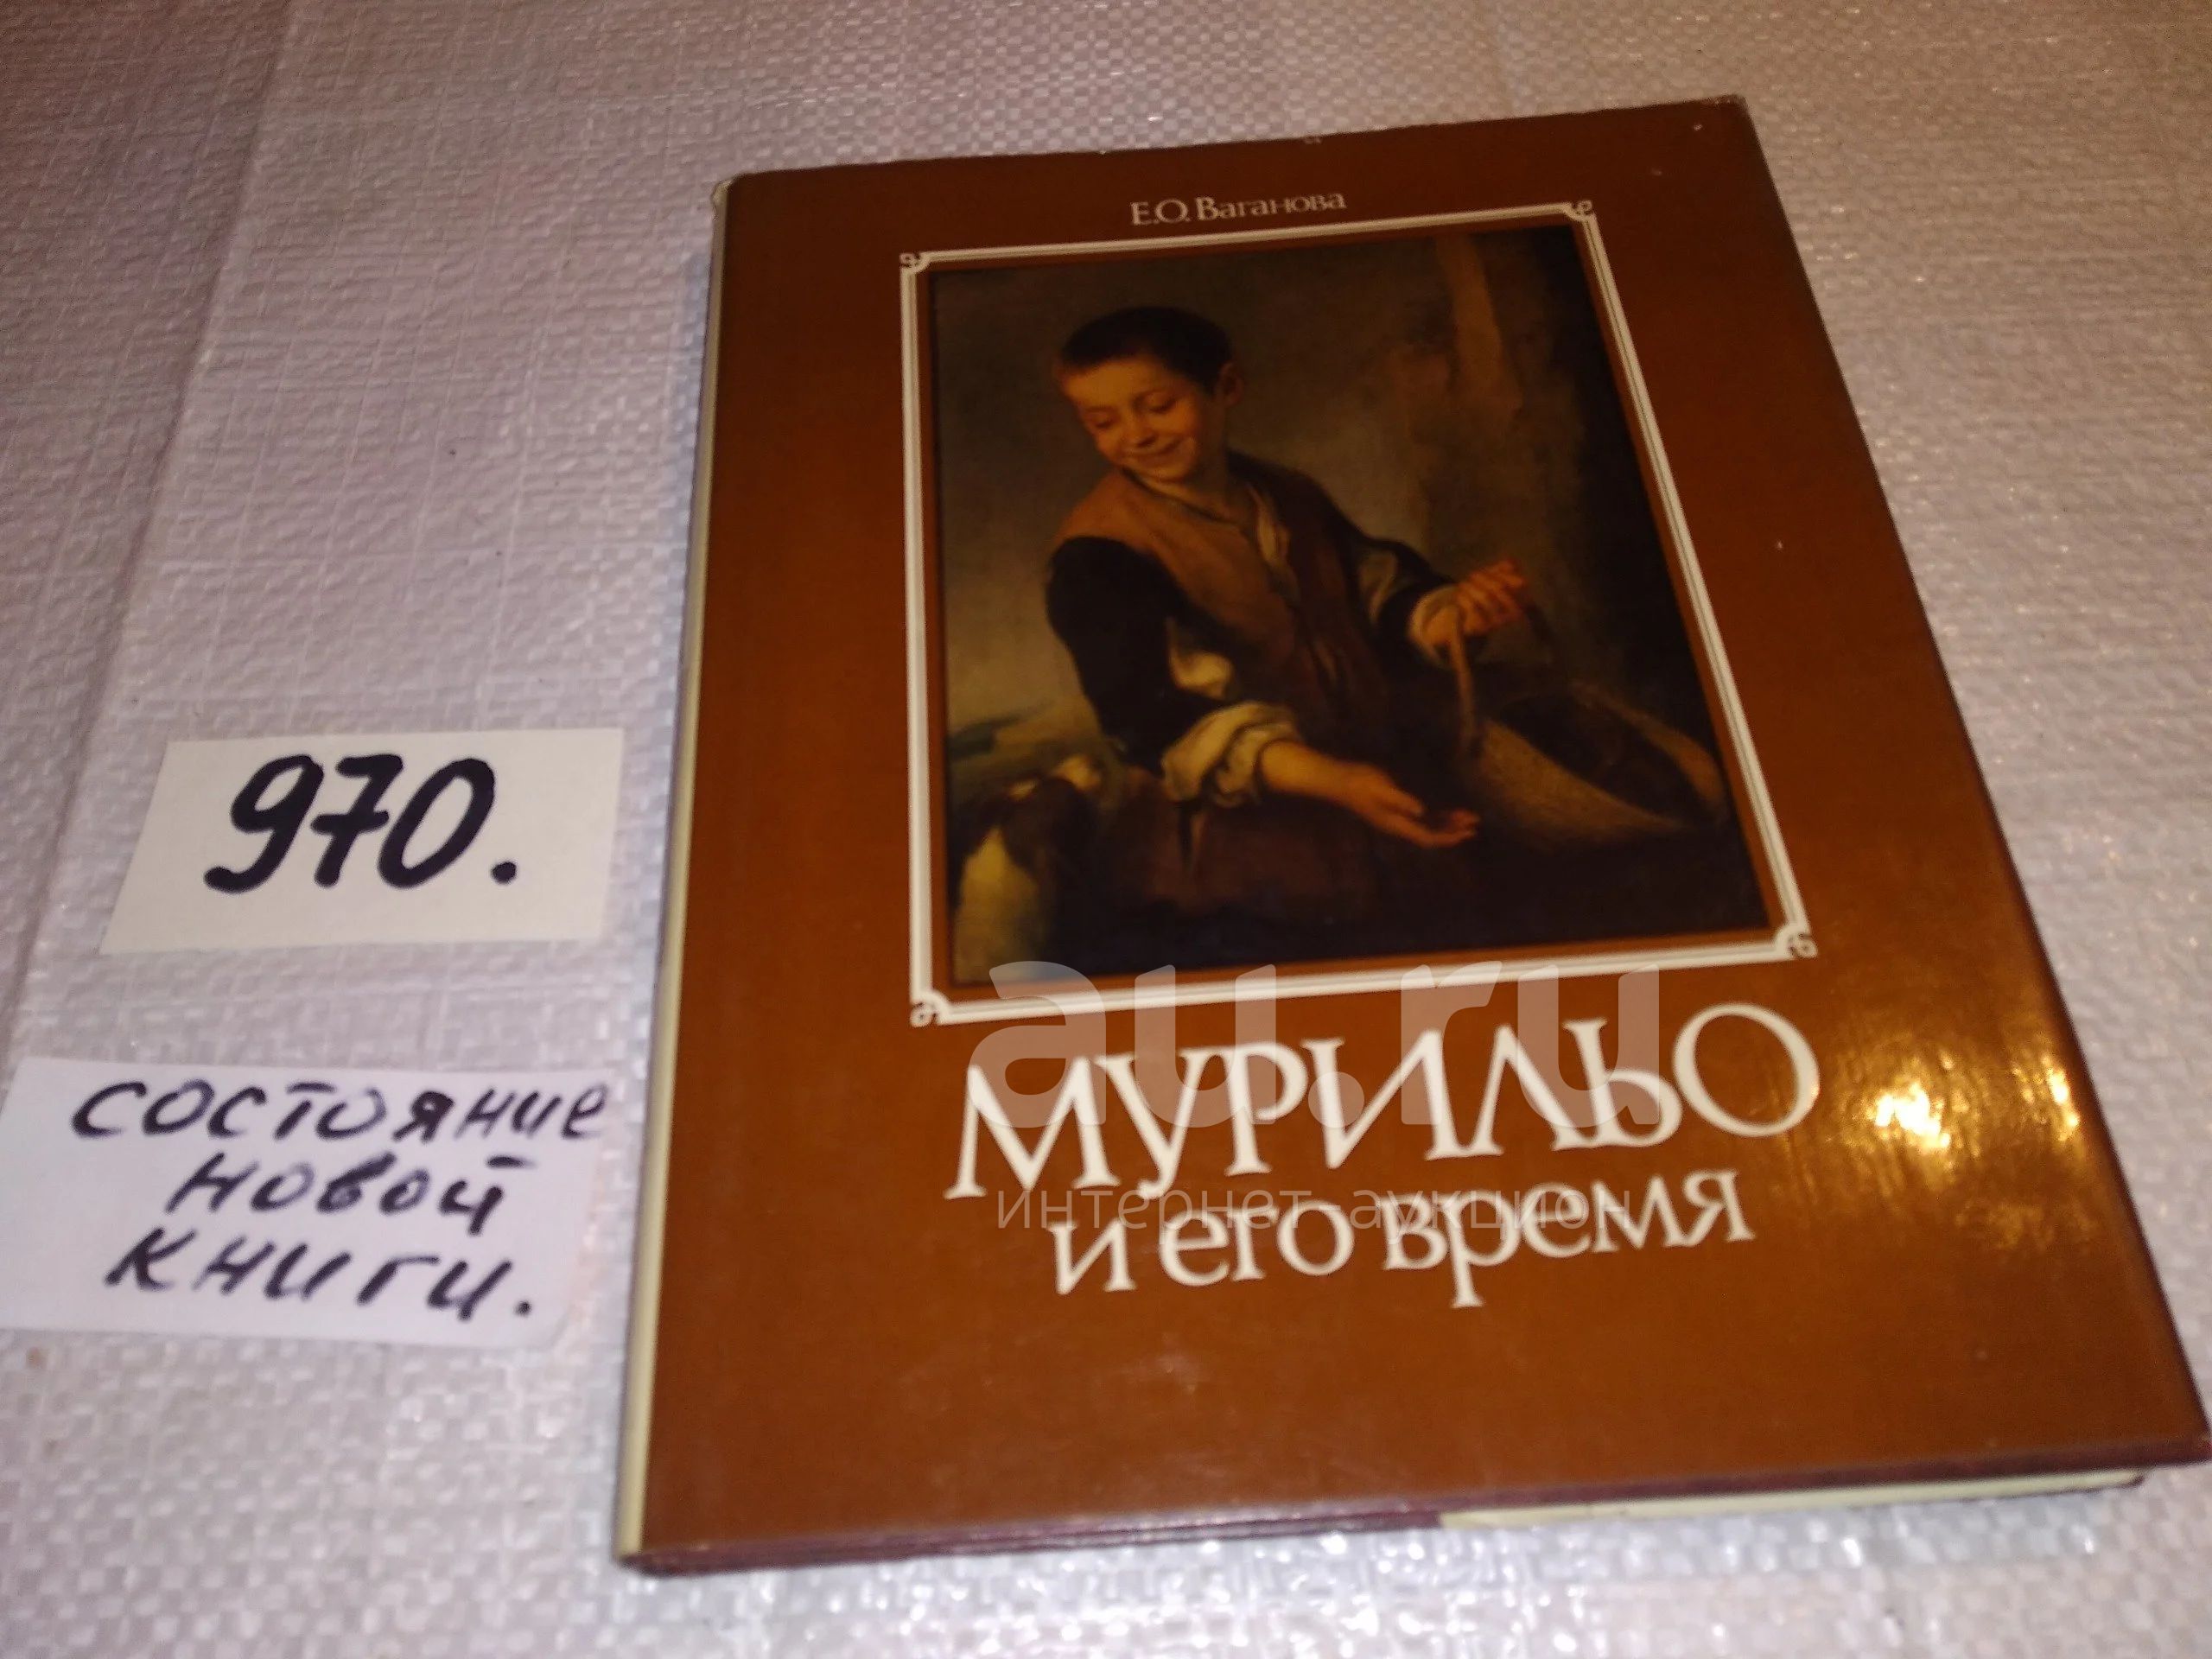 Е.О. Ваганова
970.
au.ru
МУРИЛЬО
интернет-аукцион
и его время
состояние
новой
книги.